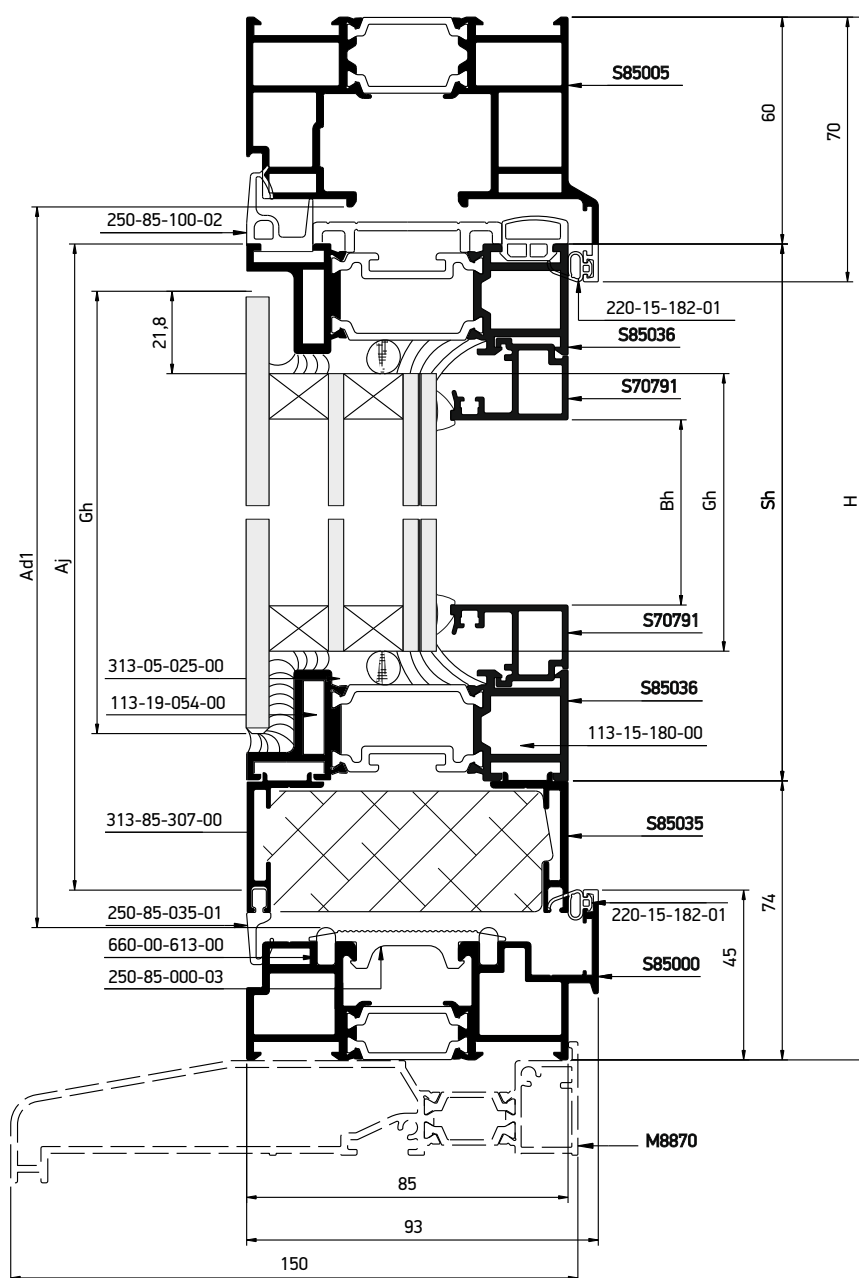 S85005
60
70
250-85-100-02
220-15-182-01
S85036
21,8
S70791
Gh
Bh
Gh
Sh
H
Aj
Ad1
S70791
313-05-025-00
S85036
113-19-054-00
113-15-180-00
313-85-307-00
S85035
250-85-035-01
220-15-182-01
74
660-00-613-00
45
S85000
250-85-000-03
M8870
85
93
150